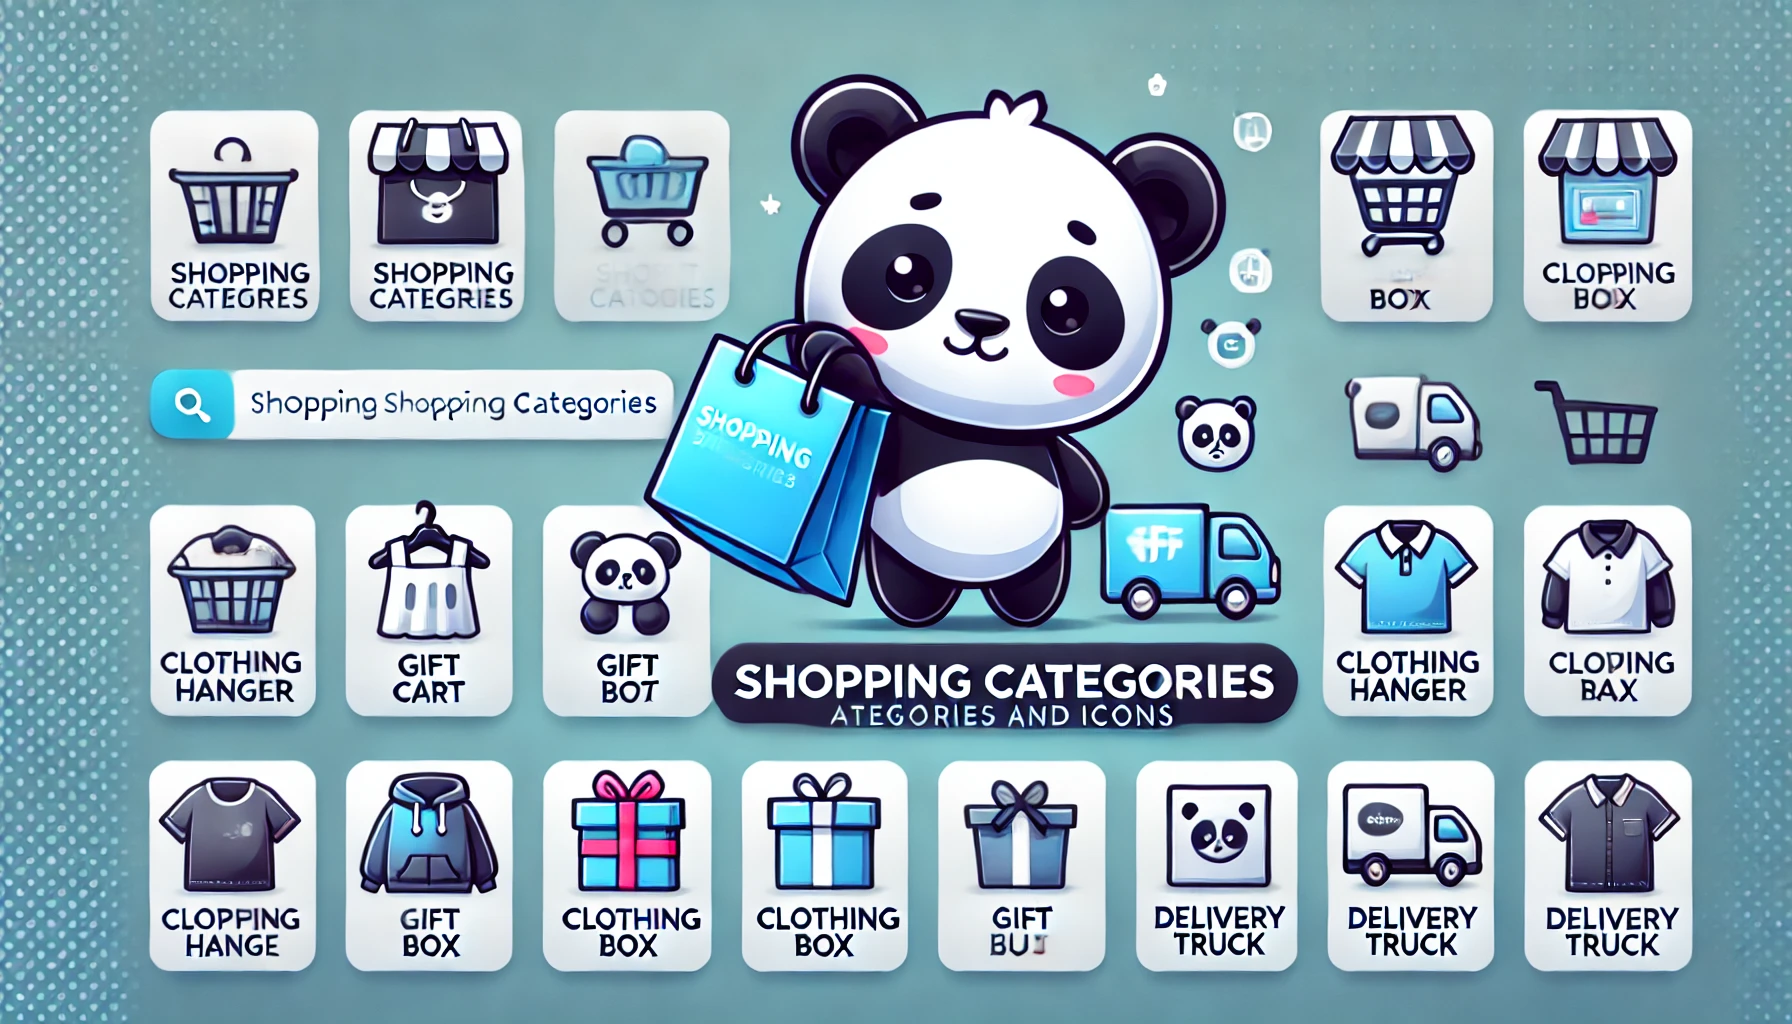 SHOPPING
CATEGRES
SHOPPING
CATEGRIES
CATOGIES
BOX
CLOPPING
BOX
Shopping Shopping Categories
SHOPPING
CLOTHING
HANGER
GIFT
CART
GIFT
BOT
SHOPPING CATEGORIES
ATEGORIES AND ICONS
CLOTHING
HANGER
CLOPING
BAX
CLOPPING
HANGE
GIFT
BOX
CLOTHING
BOX
CLOTHING
BOX
GIFT
DELIVERY
TRUCK
DELIVERY
TRUCK
DELIVERY
TRUCK